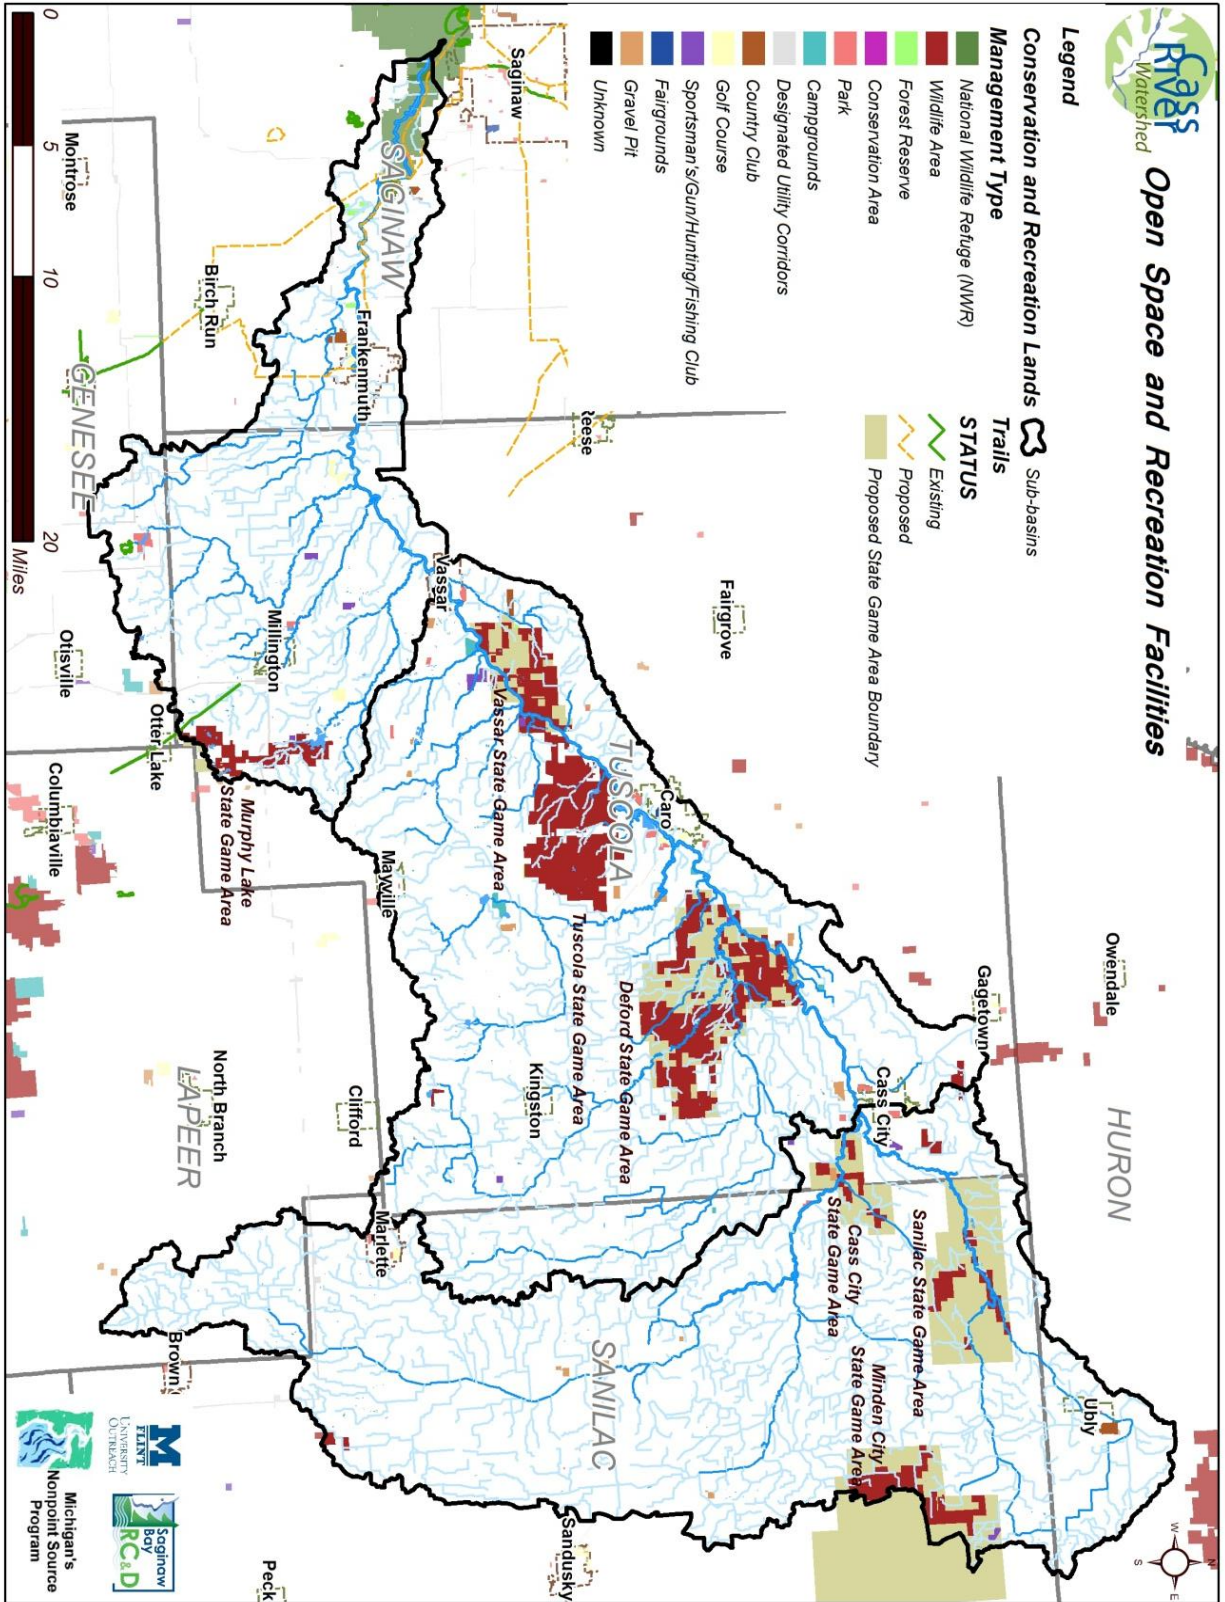 Cass
River
Watershed
Open Space and Recreation Facilities
Legend
Conservation and Recreation Lands
Sub-basins
Management Type
National Wildlife Refuge (NWR)
Wildlife Area
Forest Reserve
Conservation Area
Park
Campgrounds
Designated Utility Corridors
Country Club
Golf Course
Sportsman's/Gun/Hunting/Fishing Club
Fairgrounds
Gravel Pit
Unknown
Trails
STATUS
Existing
Proposed
Proposed State Game Area Boundary
N
W
E
S
HURON
Owendale
Gagetown
Ubly
Fairgrove
Reese
Saginaw
Cass City
Caro
Sanilac State Game Area
Cass City
State Game Area
Minden City
State Game Area
TUSCOLA
Deford State Game Area
Tuscola State Game Area
Vassar State Game Area
Vassar
SANILAC
Sandusky
Kingston
SAGINAW
Frankenmuth
Mayville
Marlette
Clifford
Millington
Murphy Lake
State Game Area
Birch Run
Otter Lake
North Branch
LAPEER
Brown
Peck
Montrose
GENESEE
Otisville
Columbiaville
0
5
10
20
Miles
M
FLINT
UNIVERSITY
OUTREACH
Saginaw
Bay
RC&D
Michigan's
Nonpoint Source
Program